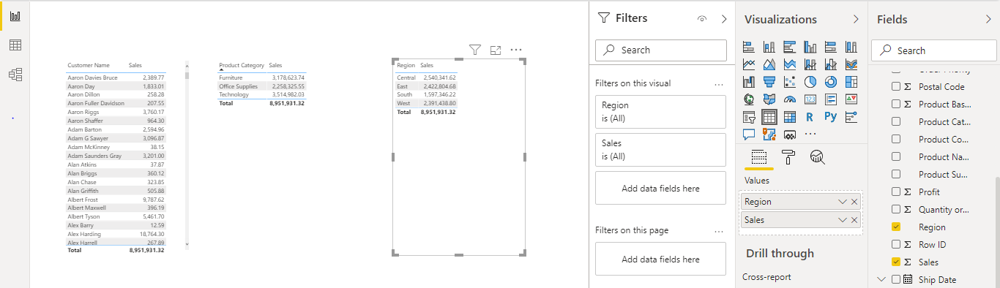 Customer Name Sales
Aaron Davies Bruce 2,389.77
Aaron Day 1,833.01
Aaron Dillon 258.28
Aaron Fuller Davidson 207.55
Aaron Riggs 3,760.17
Aaron Shaffer 964.30
Adam Barton 2,594.96
Adam G Sawyer 3,096.87
Adam McKinney 38.15
Adam Saunders Gray 3,201.00
Alan Atkins 37.87
Alan Briggs 360.12
Alan Chase 323.85
Alan Griffith 505.88
Albert Frost 9,787.62
Albert Maxwell 396.19
Albert Tyson 5,461.70
Alex Barry 12.59
Alex Harding 18,764.30
Alex Harrell 267.89
Total 8,951,931.32
Product Category Sales
Furniture 3,178,623.74
Office Supplies 2,258,325.55
Technology 3,514,982.03
Total 8,951,931.32
Region Sales
Central 2,540,341.62
East 2,422,804.68
South 1,597,346.22
West 2,391,438.80
Total 8,951,931.32
Filters
Search
Filters on this visual ...
Region
is (All)
Sales
is (All)
Add data fields here
Filters on this page ...
Add data fields here
Visualizations
123
R Py
...
Values
Region
Sales
Drill through
Cross-report
Fields
Search
Order Priority
Postal Code
Σ Product Bas...
Product Cat...
Product Co...
Product Na...
Product Su...
Σ Profit
Σ Quantity or...
Region
Σ Row ID
Σ Sales
Ship Date